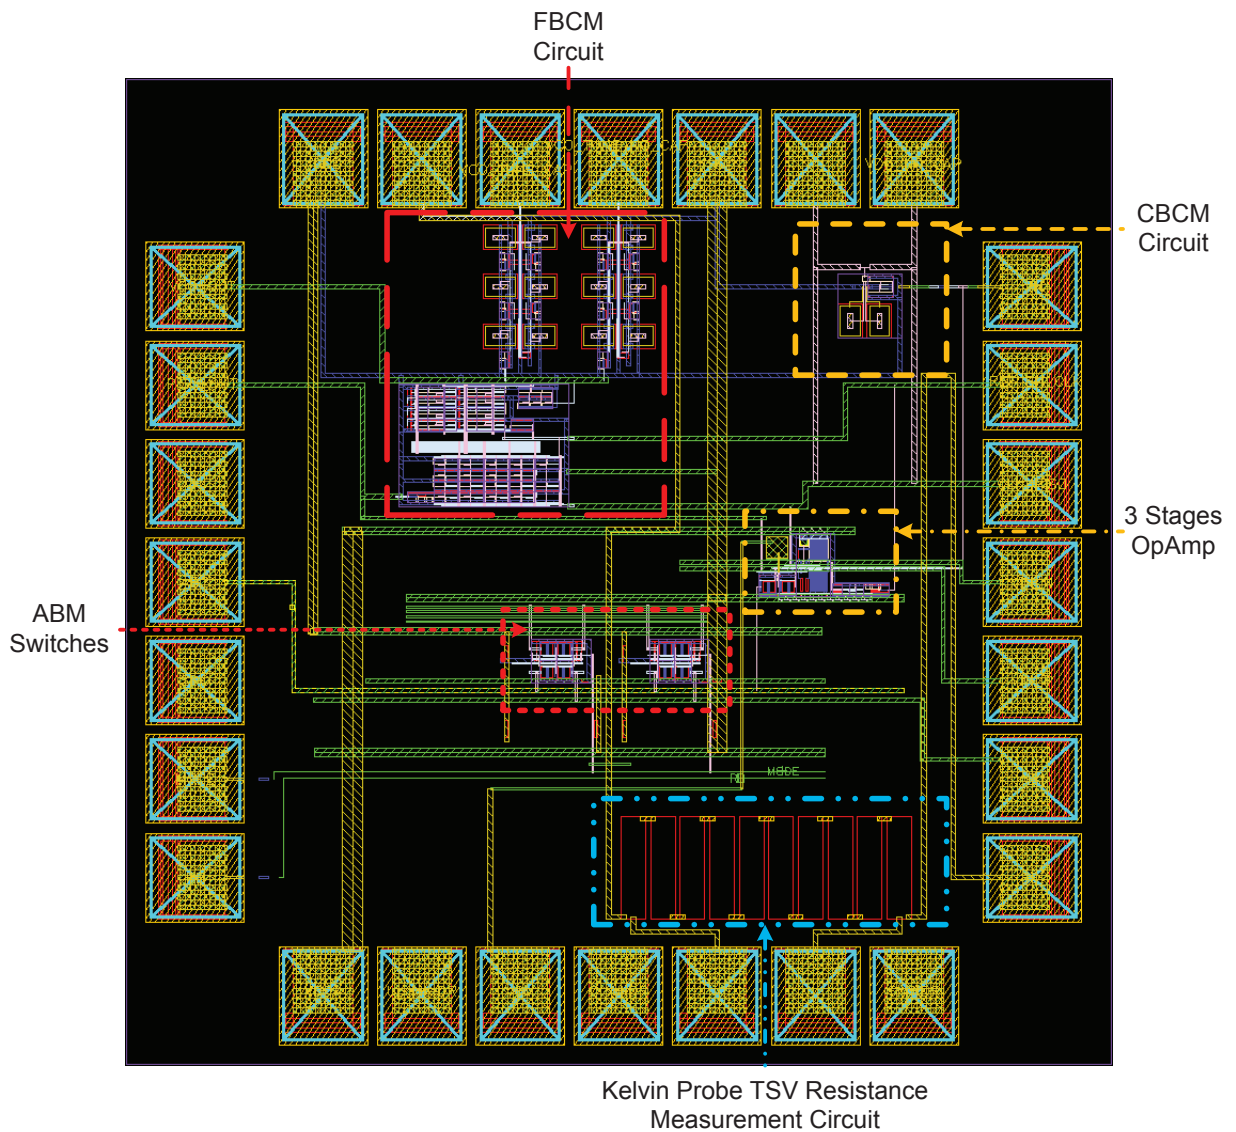 FBCM
Circuit
CBCM
Circuit
3 Stages
OpAmp
ABM
Switches
MODE
Kelvin Probe TSV Resistance
Measurement Circuit